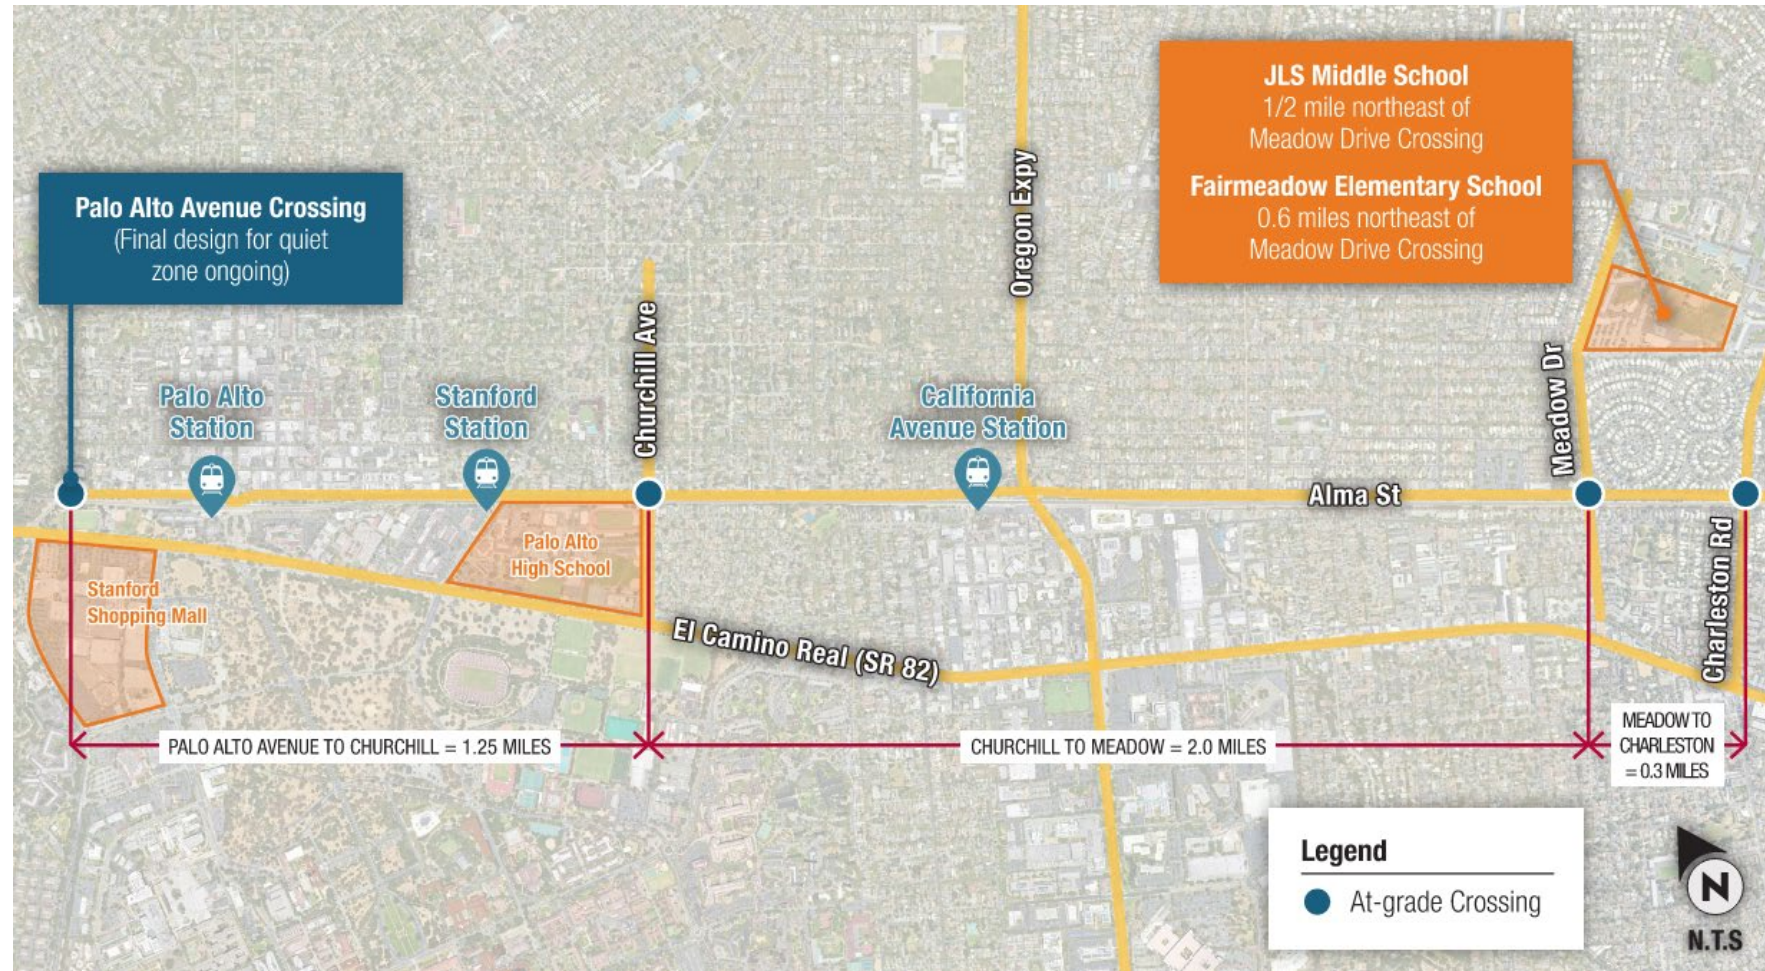 JLS Middle School
1/2 mile northeast of
Meadow Drive Crossing
Fairmeadow Elementary School
0.6 miles northeast of
Meadow Drive Crossing
Palo Alto Avenue Crossing
(Final design for quiet
zone ongoing)
Oregon Expy
Churchill Ave
Meadow Dr
Palo Alto
Station
Stanford
Station
California
Avenue Station
Alma St
Palo Alto
High School
Stanford
Shopping Mall
El Camino Real (SR 82)
Charleston Rd
PALO ALTO AVENUE TO CHURCHILL = 1.25 MILES
CHURCHILL TO MEADOW = 2.0 MILES
MEADOW TO
CHARLESTON
= 0.3 MILES
Legend
At-grade Crossing
N
N.T.S